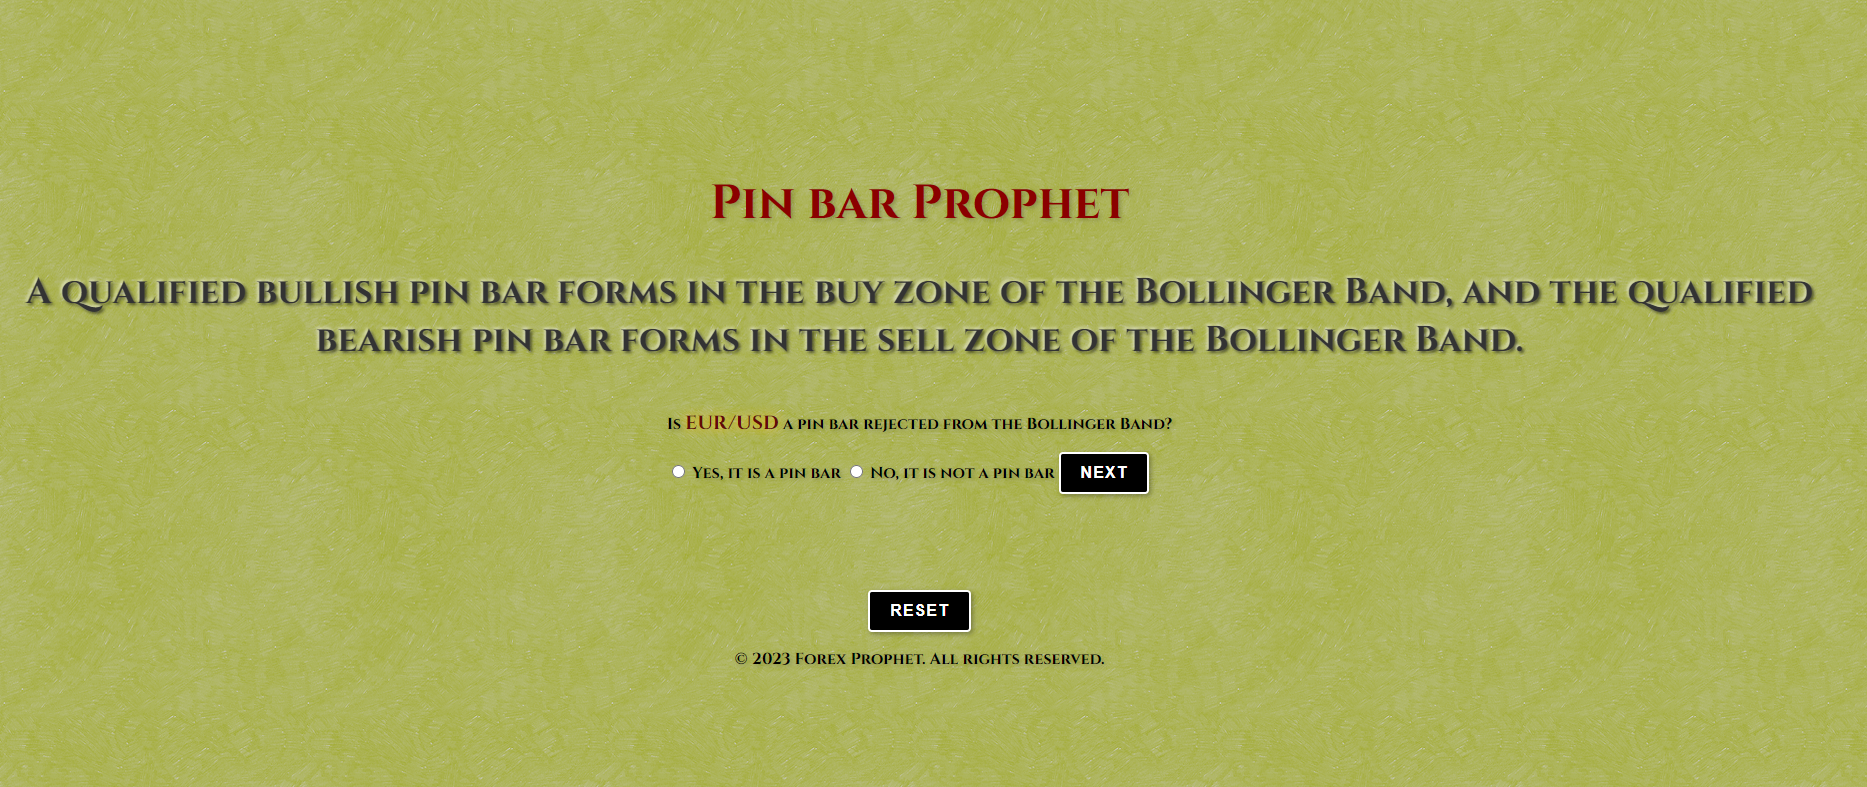 Pin bar Prophet
A qualified bullish pin bar forms in the buy zone of the Bollinger Band, and the qualified
bearish pin bar forms in the sell zone of the Bollinger Band.
Is EUR/USD a pin bar rejected from the Bollinger Band?
Yes, it is a pin bar No, it is not a pin bar NEXT
RESET
© 2023 Forex Prophet. All rights reserved.